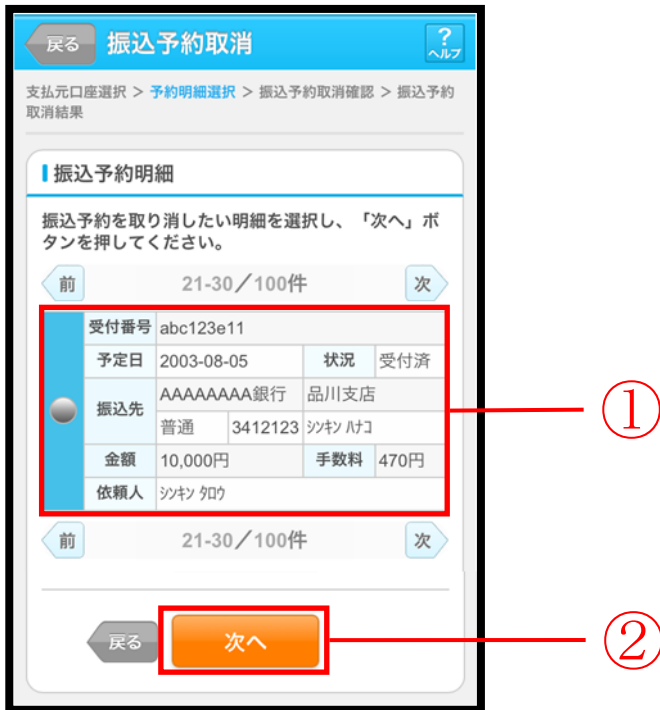 戻る 振込予約取消 ? ヘルプ
支払元口座選択 > 予約明細選択 > 振込予約取消確認 > 振込予約
取消結果
振込予約明細
振込予約を取り消したい明細を選択し、「次へ」ボ
タンを押してください。
前 21-30/100件 次
受付番号 abc123e11
予定日 2003-08-05 状況 受付済
振込先 AAAAAAAA銀行 品川支店
普通 3412123 シンキン ハナコ
金額 10,000円 手数料 470円
依頼人 シンキン タロウ
前 21-30/100件 次
戻る 次へ
①
②